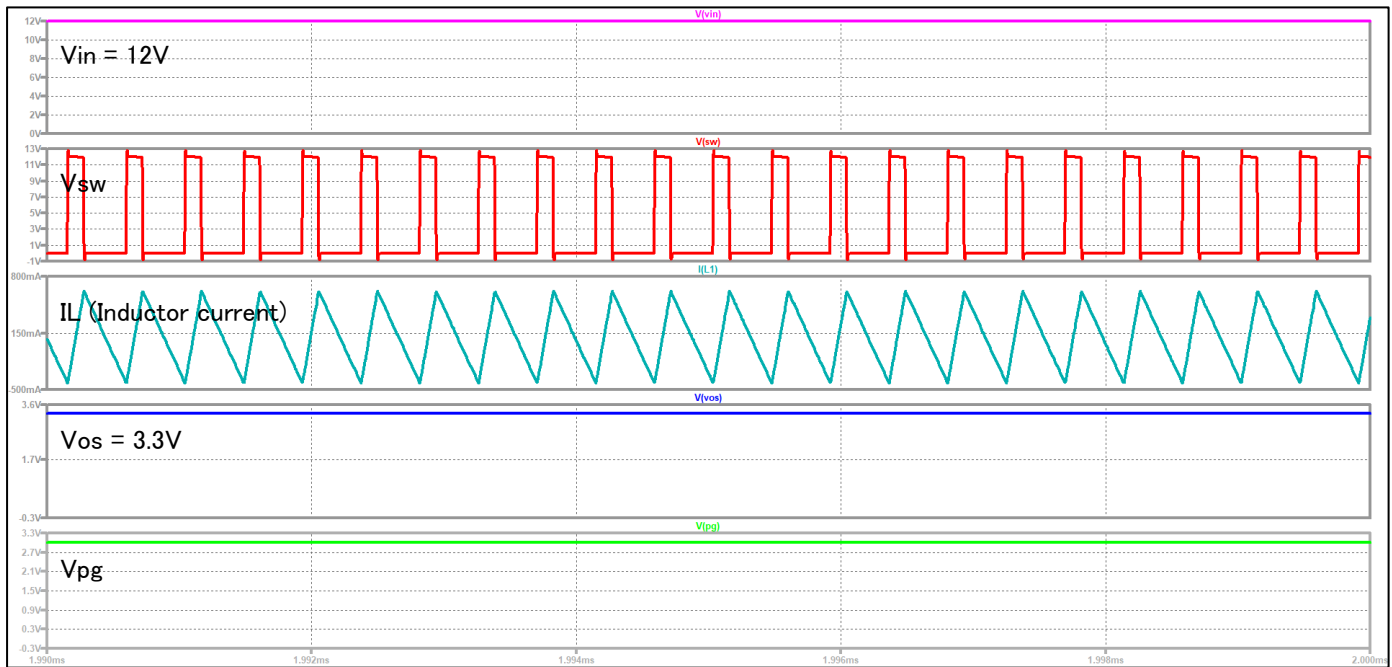 V(vin)
12V
10V
8V
6V
4V
2V
0V
Vin = 12V
V(sw)
13V
11V
9V
7V
5V
3V
1V
-1V
Vsw
I(L1)
800mA
150mA
-500mA
IL (Inductor current)
V(vos)
3.6V
1.7V
-0.3V
Vos = 3.3V
V(pg)
3.3V
2.7V
2.1V
1.5V
0.9V
0.3V
-0.3V
Vpg
1.990ms 1.992ms 1.994ms 1.996ms 1.998ms 2.000ms